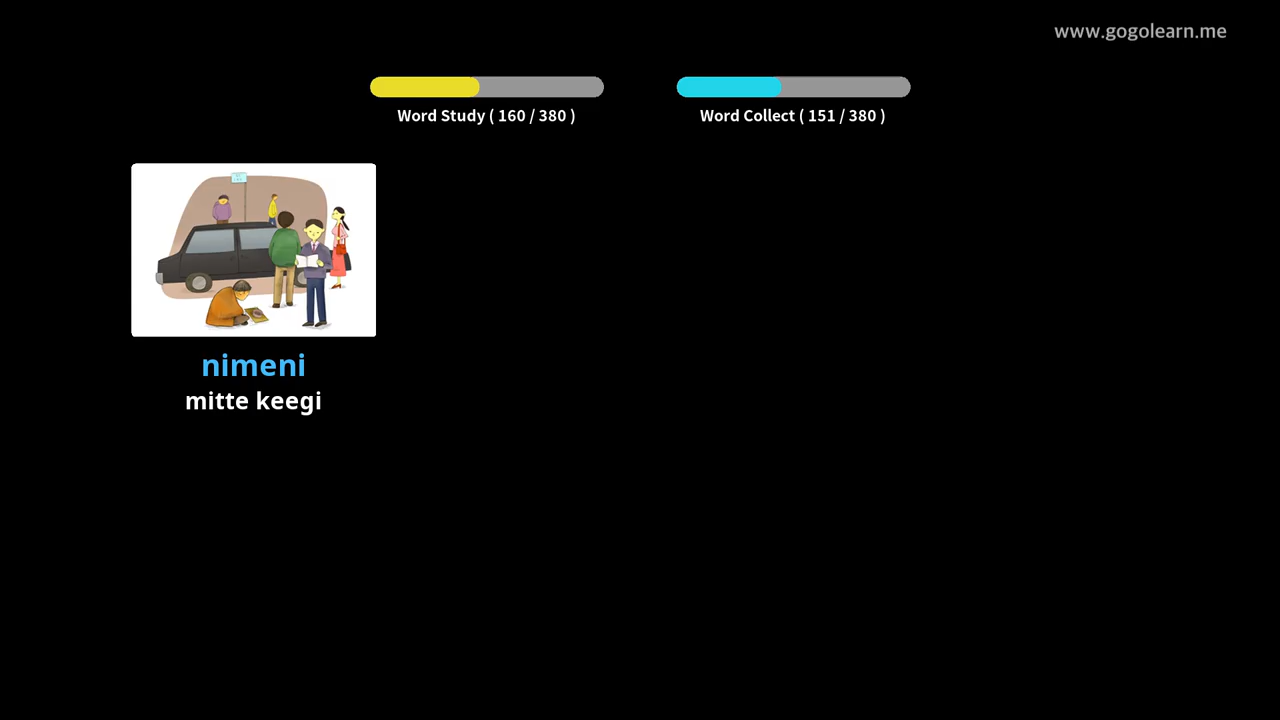 www.gogolearn.me
Word Study ( 160 / 380 )
Word Collect ( 151 / 380 )
nimeni
mitte keegi